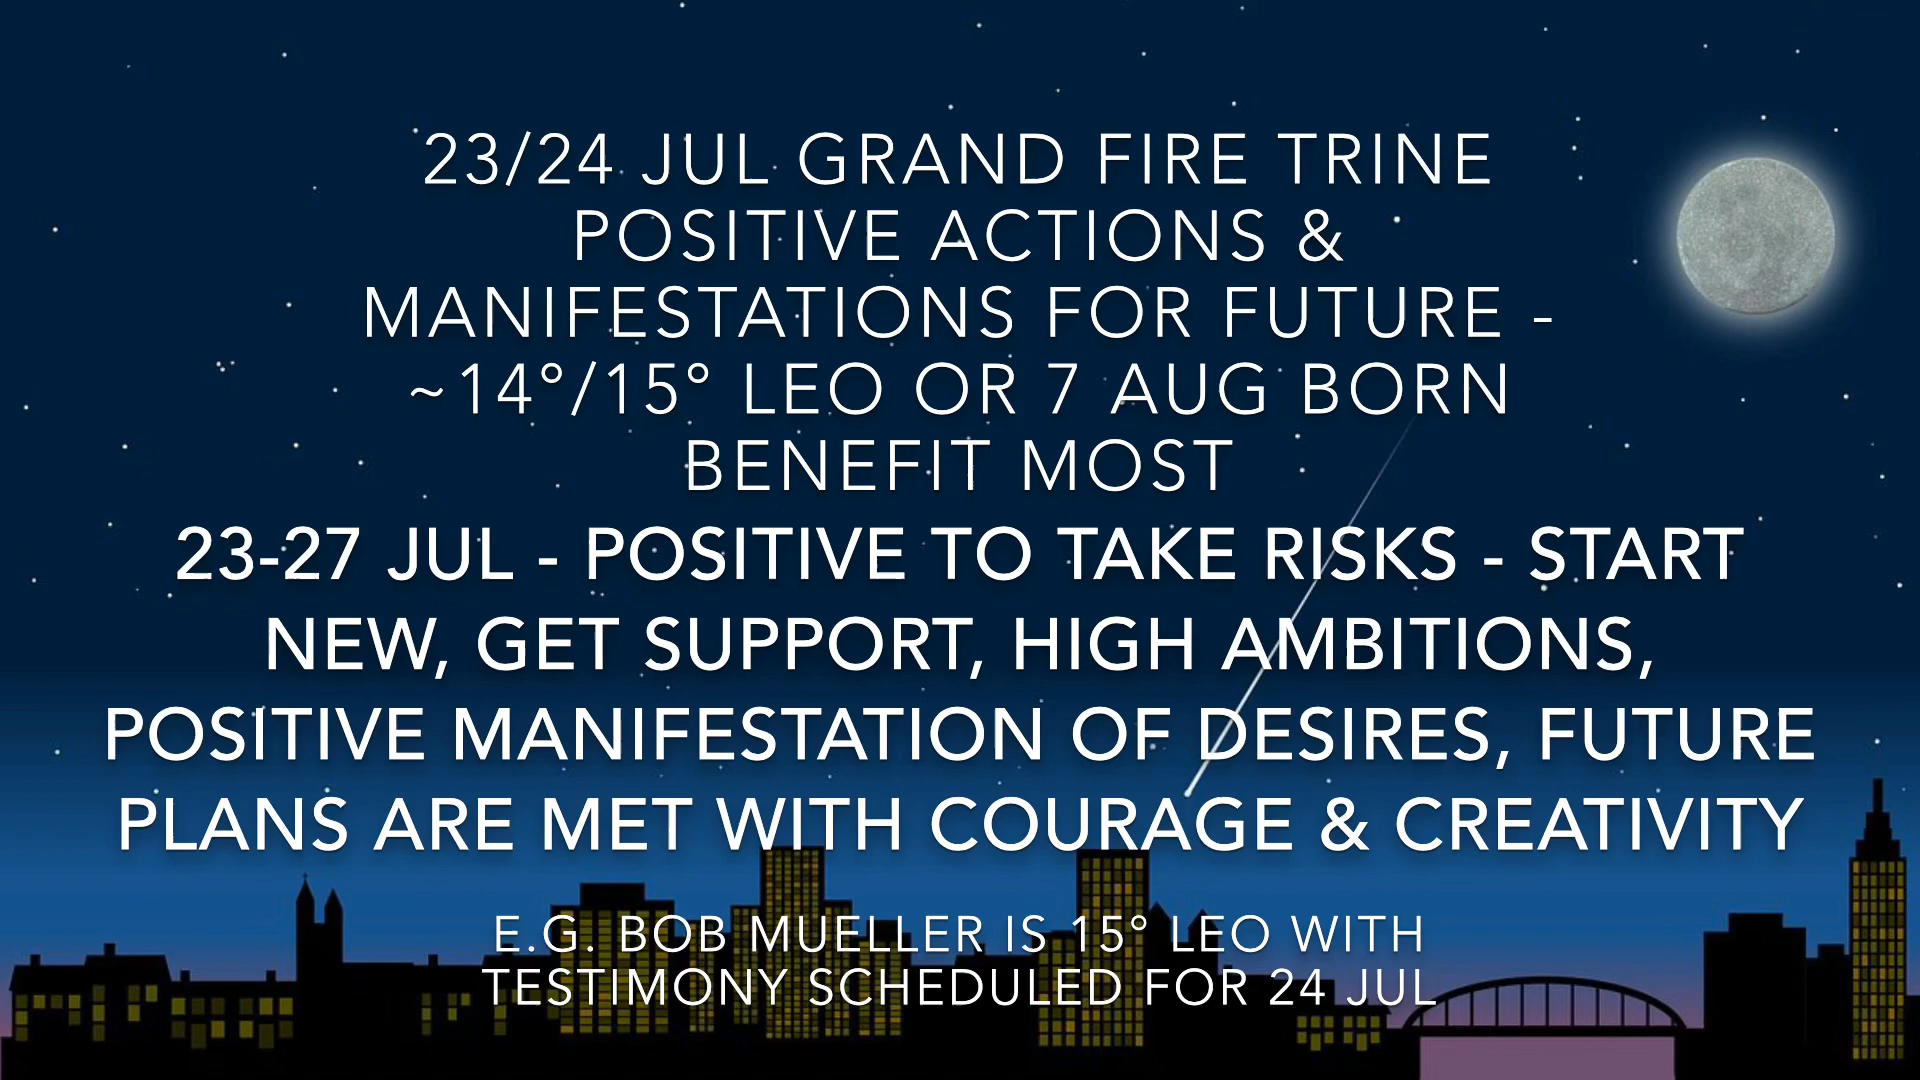 23/24 JUL GRAND FIRE TRINE
POSITIVE ACTIONS &
MANIFESTATIONS FOR FUTURE -
~14°/15° LEO OR 7 AUG BORN
BENEFIT MOST
23-27 JUL - POSITIVE TO TAKE RISKS - START
NEW, GET SUPPORT, HIGH AMBITIONS,
POSITIVE MANIFESTATION OF DESIRES, FUTURE
PLANS ARE MET WITH COURAGE & CREATIVITY
E.G. BOB MUELLER IS 15° LEO WITH
TESTIMONY SCHEDULED FOR 24 JUL